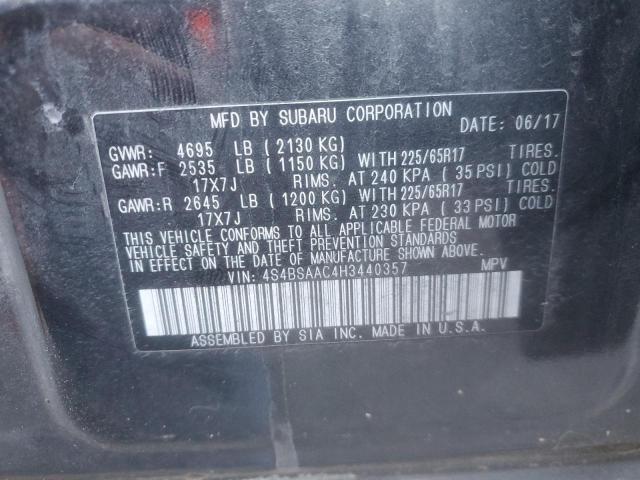 MFD BY SUBARU CORPORATION DATE: 06/17
GVWR: 4695 LB ( 2130 KG)
GAWR:F 2535 LB ( 1150 KG) WITH 225/65R17 TIRES.
17X7J RIMS. AT 240 KPA ( 35 PSI) COLD
GAWR:R 2645 LB ( 1200 KG) WITH 225/65R17 TIRES.
17X7J RIMS. AT 230 KPA ( 33 PSI) COLD
THIS VEHICLE CONFORMS TO ALL APPLICABLE FEDERAL MOTOR
VEHICLE SAFETY AND THEFT PREVENTION STANDARDS
IN EFFECT ON THE DATE OF MANUFACTURE SHOWN ABOVE.
VIN: 4S4BSAAC4H3440357 MPV
ASSEMBLED BY SIA INC. MADE IN U.S.A.